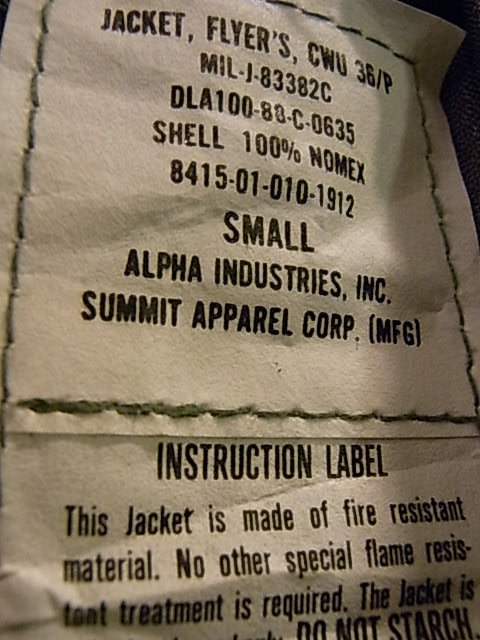 JACKET, FLYER'S, CWU 36/P
MIL-J-83382C
DLA100-88-C-0635
SHELL 100% NOMEX
8415-01-010-1912
SMALL
ALPHA INDUSTRIES, INC.
SUMMIT APPAREL CORP. (MFG)
INSTRUCTION LABEL
This Jacket is made of fire resistant
material. No other special flame resis-
tant treatment is required. The Jacket is
DO NOT STARCH.